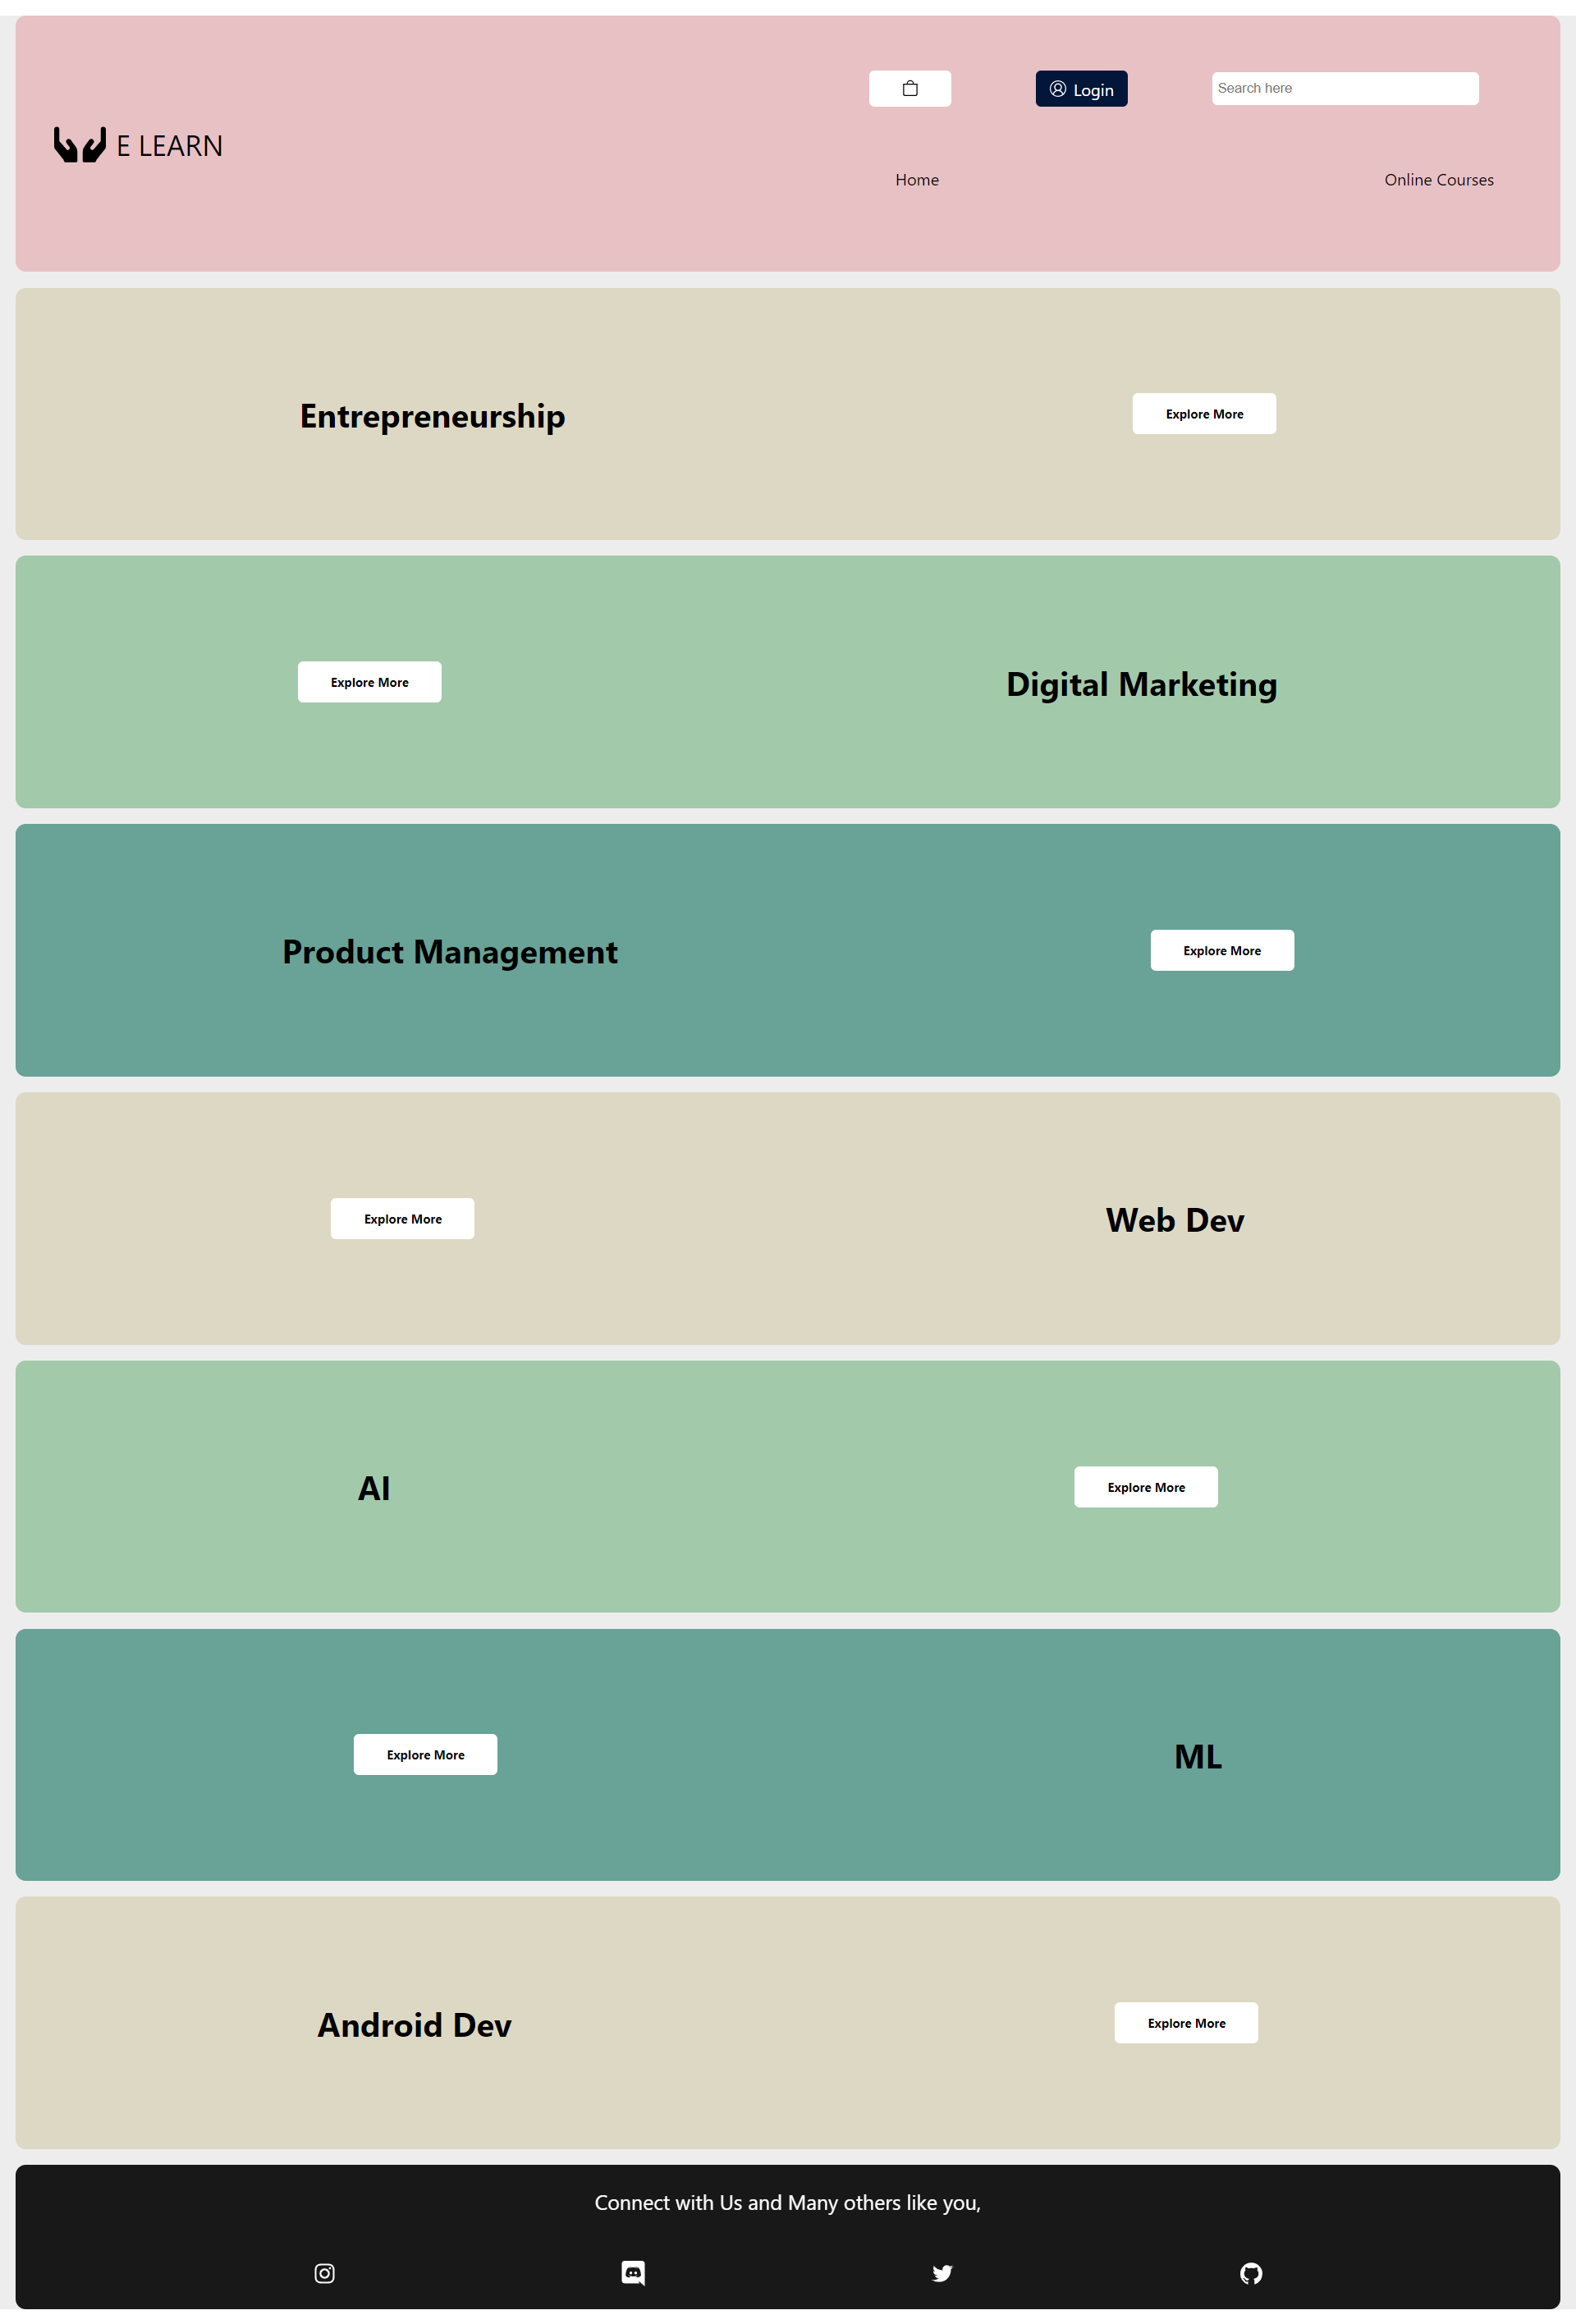 Login
Search here
E LEARN
Home
Online Courses
Entrepreneurship
Explore More
Explore More
Digital Marketing
Product Management
Explore More
Explore More
Web Dev
AI
Explore More
Explore More
ML
Android Dev
Explore More
Connect with Us and Many others like you,